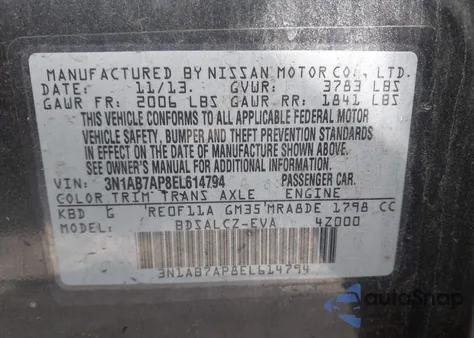 MANUFACTURED BY NISSAN MOTOR CO., LTD.
DATE: 11/13. GVWR: 3783 LBS
GAWR FR: 2006 LBS GAWR RR: 1841 LBS
THIS VEHICLE CONFORMS TO ALL APPLICABLE FEDERAL MOTOR
VEHICLE SAFETY, BUMPER AND THEFT PREVENTION STANDARDS
IN EFFECT ON THE DATE OF MANUFACTURE SHOWN ABOVE.
SEE OWNER'S MANUAL FOR ADDITIONAL INFORMATION.
VIN: 3N1AB7AP8EL614794 PASSENGER CAR.
COLOR TRIM TRANS AXLE ENGINE
KBD G RE0F11A GM35 MRA8DE 1798 CC
MODEL: BDSALCZ-EVA 4Z000
3N1AB7AP8EL614794
AutoSnap